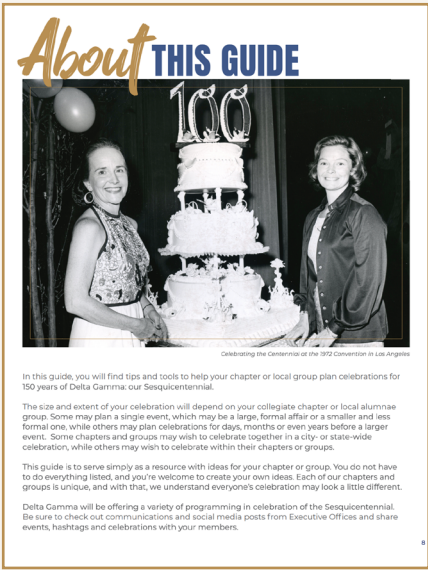 About THIS GUIDE
100
Celebrating the Centennial at the 1972 Convention in Los Angeles
In this guide, you will find tips and tools to help your chapter or local group plan celebrations for
150 years of Delta Gamma: our Sesquicentennial.
The size and extent of your celebration will depend on your collegiate chapter or local alumnae
group. Some may plan a single event, which may be a large, formal affair or a smaller and less
formal one, while others may plan celebrations for days, months or even years before a larger
event.  Some chapters and groups may wish to celebrate together in a city- or state-wide
celebration, while others may wish to celebrate within their chapters or groups.
This guide is to serve simply as a resource with ideas for your chapter or group. You do not have
to do everything listed, and you're welcome to create your own ideas. Each of our chapters and
groups is unique, and with that, we understand everyone's celebration may look a little different.
Delta Gamma will be offering a variety of programming in celebration of the Sesquicentennial.
Be sure to check out communications and social media posts from Executive Offices and share
events, hashtags and celebrations with your members.
8